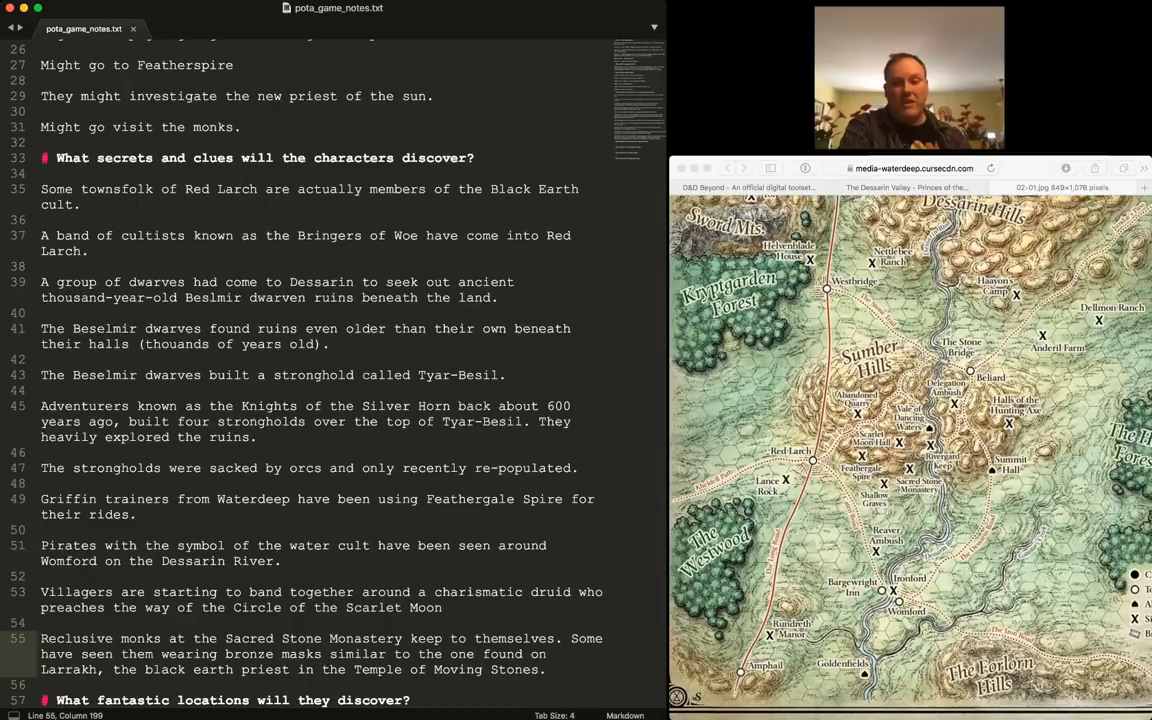 pota_game_notes.txt
pota_game_notes.txt ×
26
27 Might go to Featherspire
28
29 They might investigate the new priest of the sun.
30
31 Might go visit the monks.
32
33 # What secrets and clues will the characters discover?
34
35 Some townsfolk of Red Larch are actually members of the Black Earth
cult.
36
37 A band of cultists known as the Bringers of Woe have come into Red
Larch.
38
39 A group of dwarves had come to Dessarin to seek out ancient
thousand-year-old Beslmir dwarven ruins beneath the land.
40
41 The Beselmir dwarves found ruins even older than their own beneath
their halls (thouands of years old).
42
43 The Beselmir dwarves built a stronghold called Tyar-Besil.
44
45 Adventurers known as the Knights of the Silver Horn back about 600
years ago, built four strongholds over the top of Tyar-Besil. They
heavily explored the ruins.
46
47 The strongholds were sacked by orcs and only recently re-populated.
48
49 Griffin trainers from Waterdeep have been using Feathergale Spire for
their rides.
50
51 Pirates with the symbol of the water cult have been seen around
Womford on the Dessarin River.
52
53 Villagers are starting to band together around a charismatic druid who
preaches the way of the Circle of the Scarlet Moon
54
55 Reclusive monks at the Sacred Stone Monastery keep to themselves. Some
have seen them wearing bronze masks similar to the one found on
Larrakh, the black earth priest in the Temple of Moving Stones.
56
57 # What fantastic locations will they discover?
Line 55, Column 199
Tab Size: 4
Markdown
media-waterdeep.cursecdn.com
D&D Beyond - An official digital toolset...
The Dessarin Valley - Princes of the...
02-01.jpg 849×1,078 pixels
Sword Mts.
Dessarin Hills
Helvenblade
House
Nettlebee
Ranch
Kryptgarden
Forest
Westbridge
Haayon's
Camp
Dellmon Ranch
Anderil Farm
The Stone
Bridge
Sumber
Hills
Beliard
Delegation
Ambush
Abandoned
Quarry
Vale of
Dancing
Waters
Halls of the
Hunting Axe
Scarlet
Moon Hall
Red Larch
Rivergard
Keep
Summit
Hall
Feathergale
Spire
Sacred Stone
Monastery
Kheldell Path
Lance
Rock
Shallow
Graves
The
Westwood
The Long Road
Reaver
Ambush
Bargewright
Inn
Ironford
Womford
Rundreth
Manor
Amphail
Goldenfields
The Iron Road
The Forlorn
Hills
S